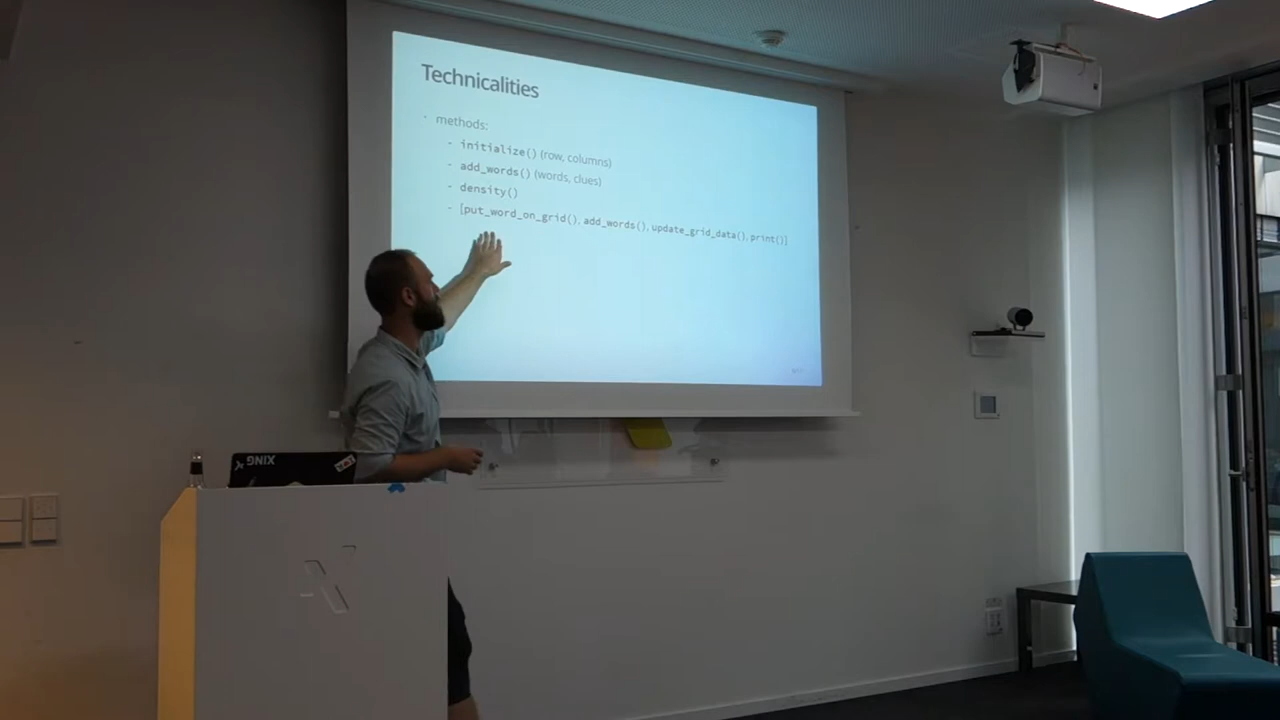 Technicalities
methods:
- initialize() (row, columns)
- add_words() (words, clues)
- density()
- [put_word_on_grid(), add_words(), update_grid_data(), print()]
XING